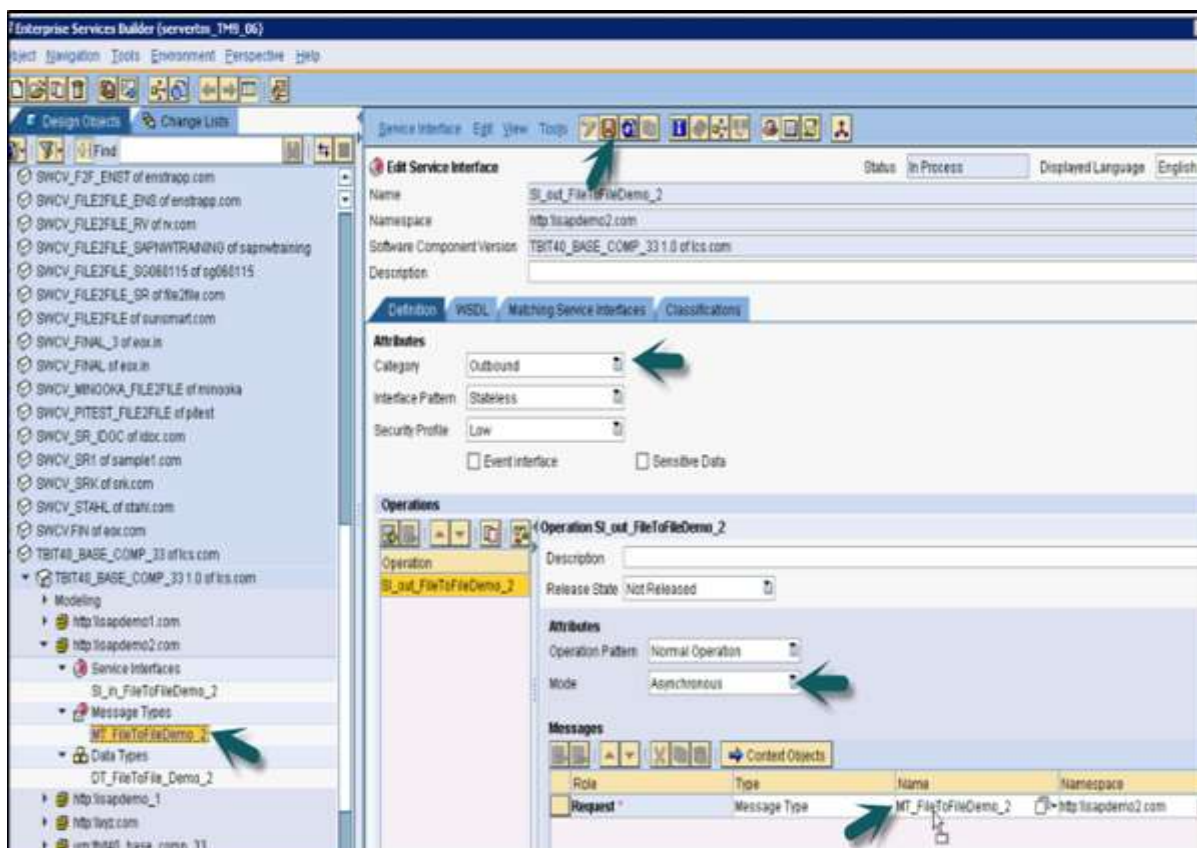 Enterprise Services Builder (servertm_TM9_06)
Object Navigation Tools Environment Perspective Help
Design Objects Change Lists
Find
SWCV_F2F_ENST of enstrapp.com
SWCV_FILE2FILE_ENS of enstrapp.com
SWCV_FILE2FILE_RV of rv.com
SWCV_FILE2FILE_SAPNWTRAINING of sapnwtraining
SWCV_FILE2FILE_SG060115 of sg060115
SWCV_FILE2FILE_SR of file2file.com
SWCV_FILE2FILE of sunsmart.com
SWCV_FINAL_3 of eox.in
SWCV_FINAL of eox.in
SWCV_MINOOKA_FILE2FILE of minooka
SWCV_PITEST_FILE2FILE of pitest
SWCV_SR_IDOC of idoc.com
SWCV_SR1 of sample1.com
SWCV_SRK of srk.com
SWCV_STAHL of stahl.com
SWCVFIN of eox.com
TBIT40_BASE_COMP_33 of lcs.com
TBIT40_BASE_COMP_33 1.0 of lcs.com
Modeling
http:\\sapdemo1.com
http:\\sapdemo2.com
Service Interfaces
SI_in_FileToFileDemo_2
Message Types
MT_FileToFileDemo_2
Data Types
DT_FileToFile_Demo_2
http:\\sapdemo_1
http:\\xyz.com
Service Interface Edit View Tools
Edit Service Interface Status In Process Displayed Language English
Name SI_out_FileToFileDemo_2
Namespace http:\\sapdemo2.com
Software Component Version TBIT40_BASE_COMP_33 1.0 of lcs.com
Description
Definition WSDL Matching Service Interfaces Classifications
Attributes
Category Outbound
Interface Pattern Stateless
Security Profile Low
Event interface Sensitive Data
Operations
Operation
SI_out_FileToFileDemo_2
Operation SI_out_FileToFileDemo_2
Description
Release State Not Released
Attributes
Operation Pattern Normal Operation
Mode Asynchronous
Messages
Context Objects
Role Type Name Namespace
Request * Message Type MT_FileToFileDemo_2 http:\\sapdemo2.com